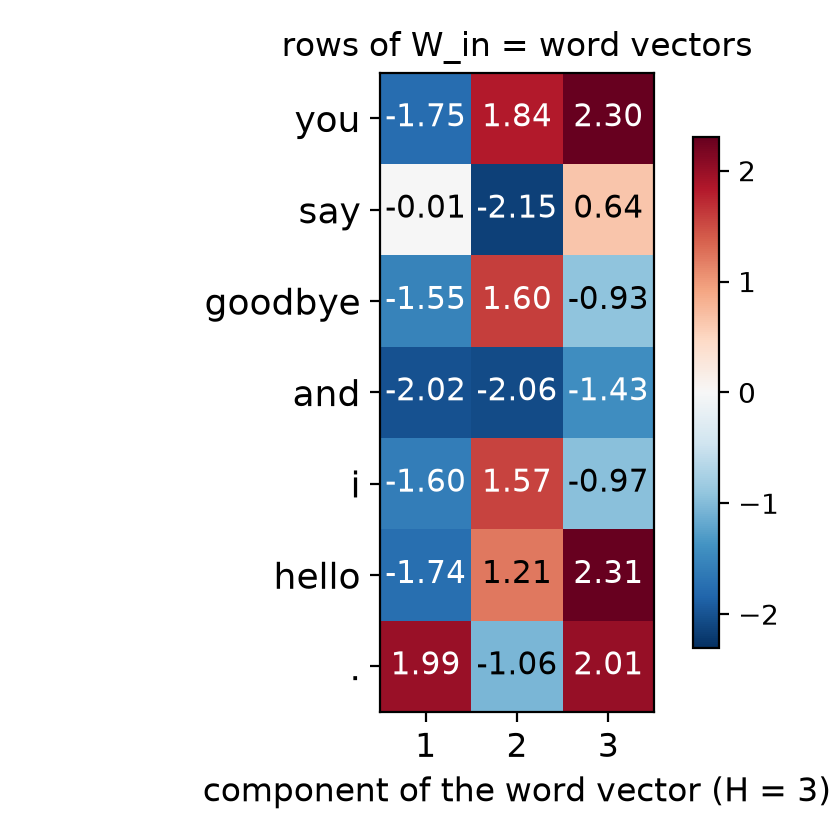 rows of W_in = word vectors
you -1.75 1.84 2.30
say -0.01 -2.15 0.64
goodbye -1.55 1.60 -0.93
and -2.02 -2.06 -1.43
i -1.60 1.57 -0.97
hello -1.74 1.21 2.31
. 1.99 -1.06 2.01
1 2 3
component of the word vector (H = 3)
2
1
0
−1
−2